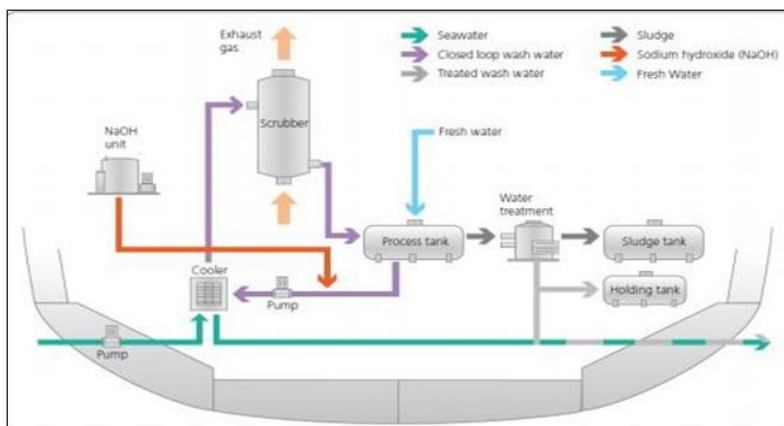 Exhaust
gas
Seawater
Closed loop wash water
Treated wash water
Sludge
Sodium hydroxide (NaOH)
Fresh Water
NaOH
unit
Scrubber
Fresh water
Water
treatment
Process tank
Sludge tank
Cooler
Holding tank
Pump
Pump